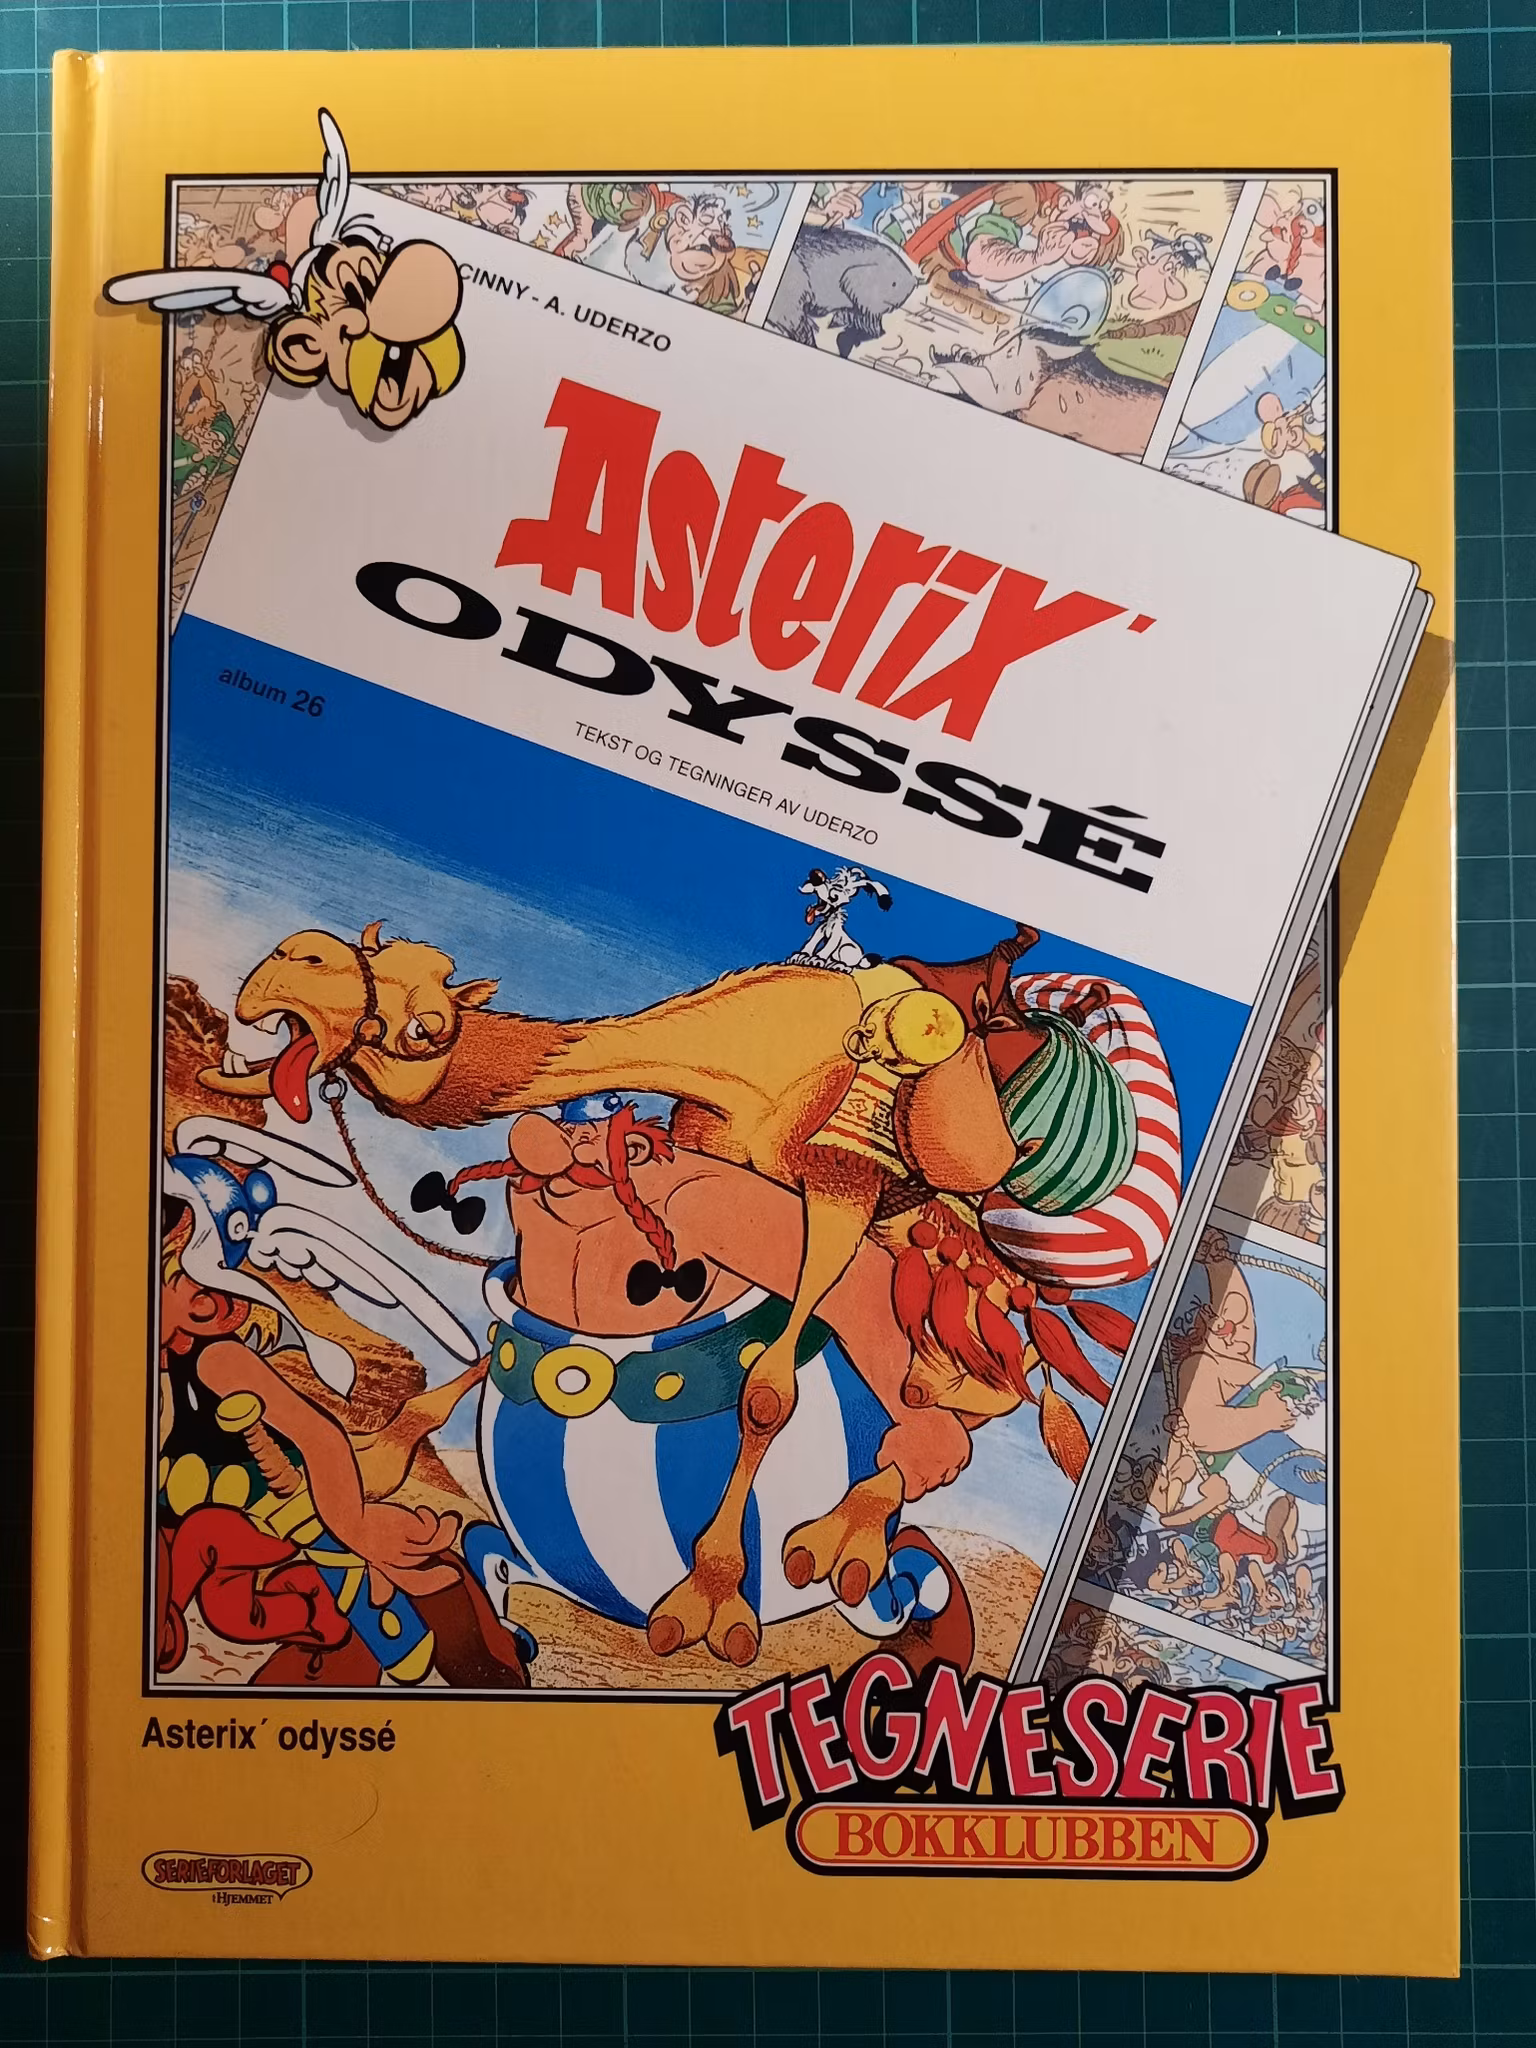 CINNY - A. UDERZO
Asterix´
ODYSSÉ
TEKST OG TEGNINGER AV UDERZO
album 26
Asterix´ odyssé
TEGNESERIE
BOKKLUBBEN
SERIEFORLAGET
HJEMMET